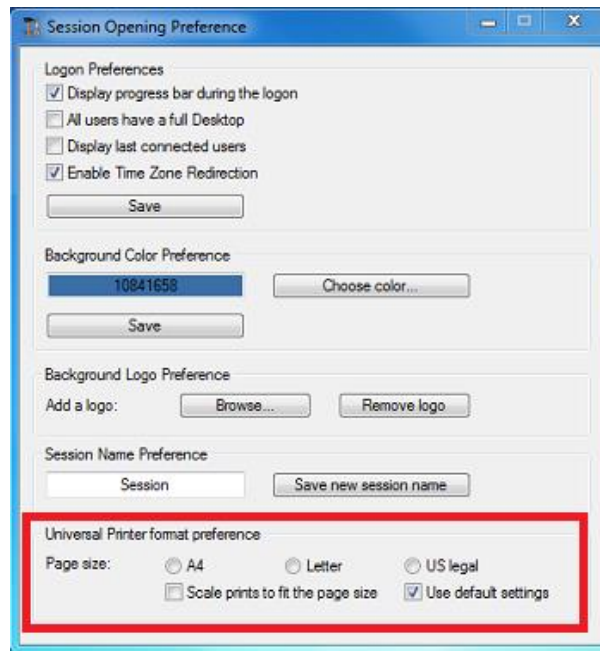 Session Opening Preference
Logon Preferences
Display progress bar during the logon
All users have a full Desktop
Display last connected users
Enable Time Zone Redirection
Save
Background Color Preference
10841658 Choose color...
Save
Background Logo Preference
Add a logo: Browse... Remove logo
Session Name Preference
Session Save new session name
Universal Printer format preference
Page size: A4 Letter US legal
Scale prints to fit the page size Use default settings